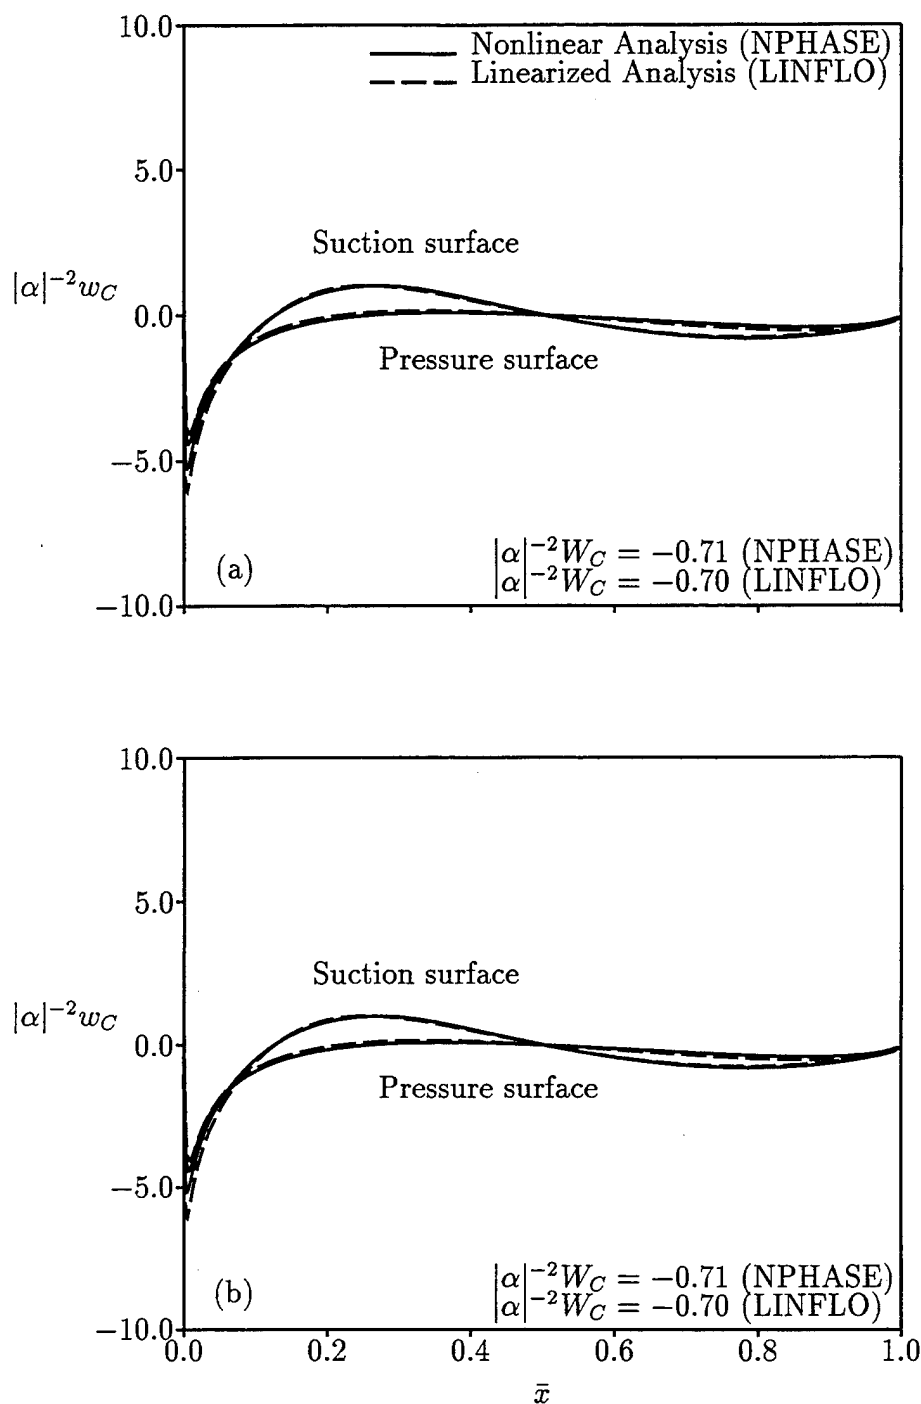 10.0
Nonlinear Analysis (NPHASE)
Linearized Analysis (LINFLO)
5.0
Suction surface
|α|⁻²w_C
0.0
Pressure surface
−5.0
|α|⁻²W_C = −0.71 (NPHASE)
(a)
|α|⁻²W_C = −0.70 (LINFLO)
−10.0
10.0
5.0
Suction surface
|α|⁻²w_C
0.0
Pressure surface
−5.0
|α|⁻²W_C = −0.71 (NPHASE)
(b)
|α|⁻²W_C = −0.70 (LINFLO)
−10.0
0.0 0.2 0.4 0.6 0.8 1.0
x̄